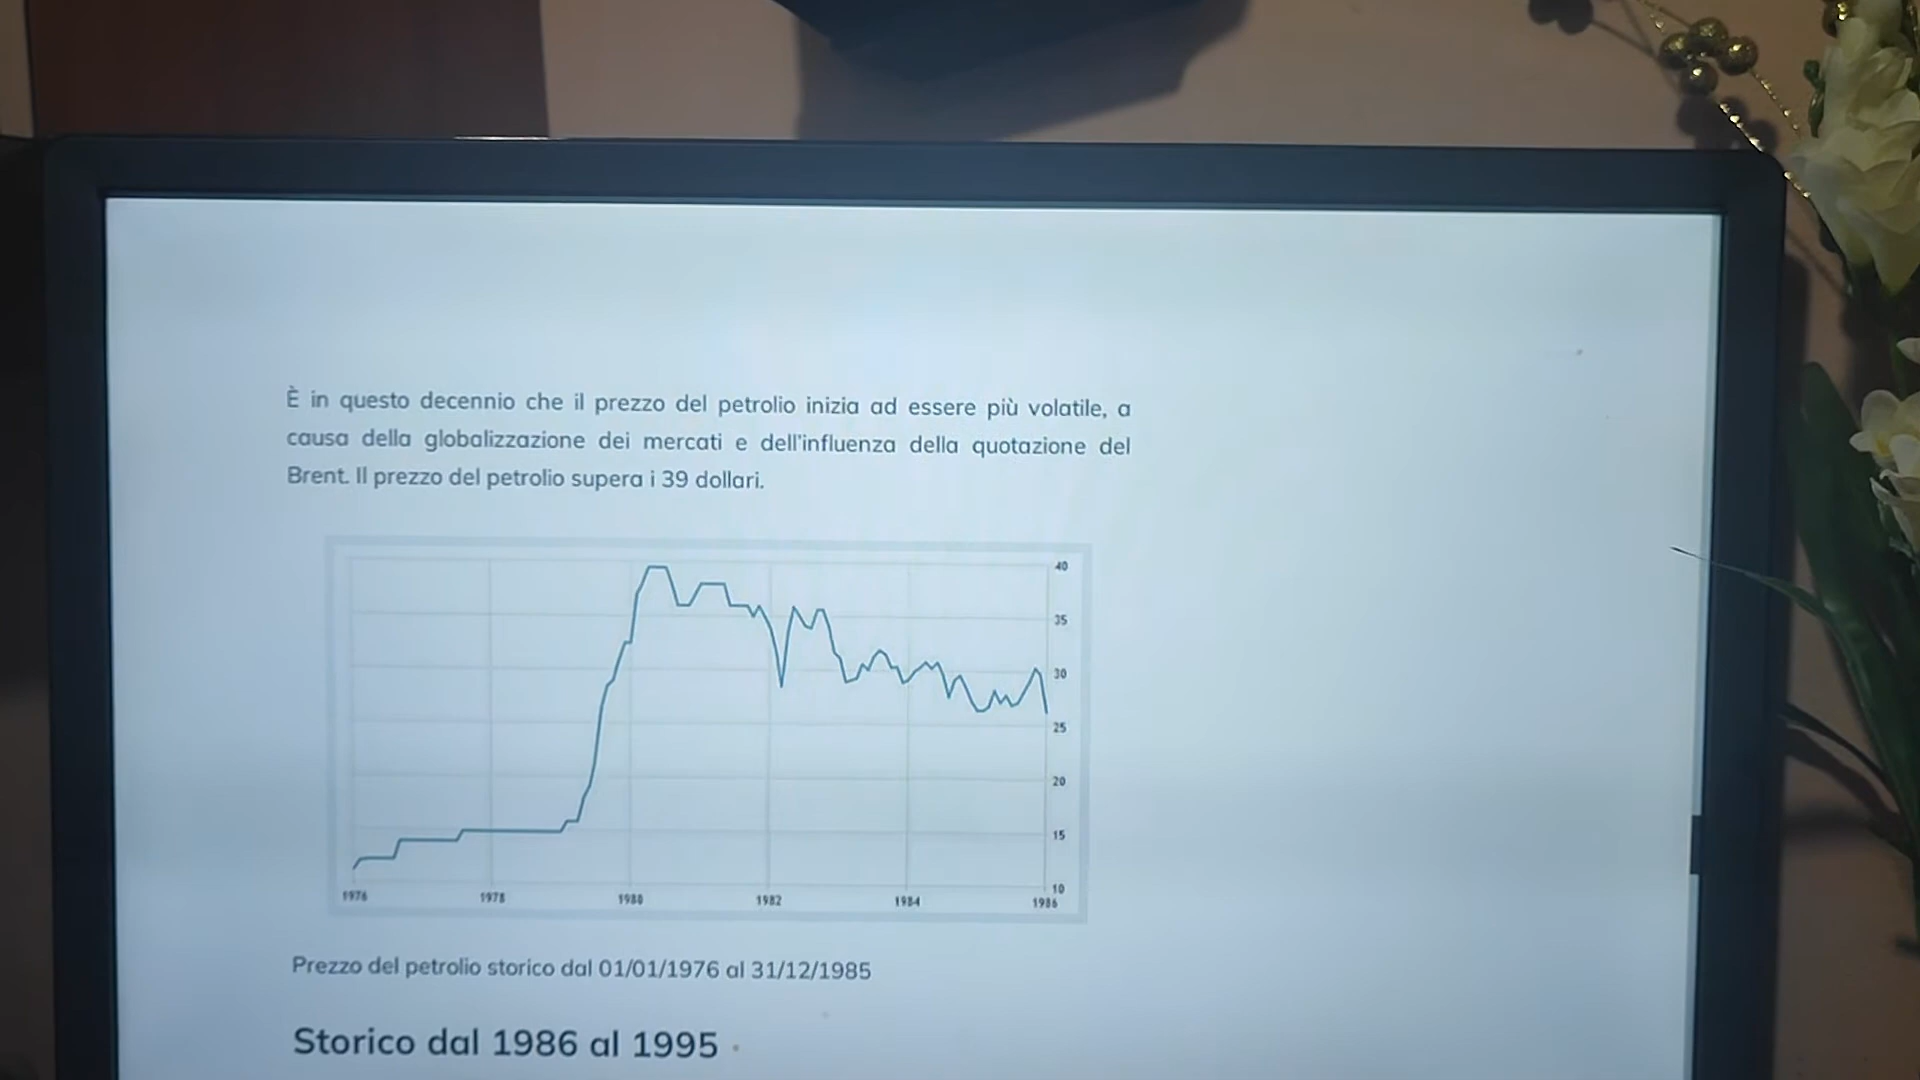 È in questo decennio che il prezzo del petrolio inizia ad essere più volatile, a
causa della globalizzazione dei mercati e dell'influenza della quotazione del
Brent. Il prezzo del petrolio supera i 39 dollari.
40
35
30
25
20
15
10
1976 1978 1980 1982 1984 1986
Prezzo del petrolio storico dal 01/01/1976 al 31/12/1985
Storico dal 1986 al 1995